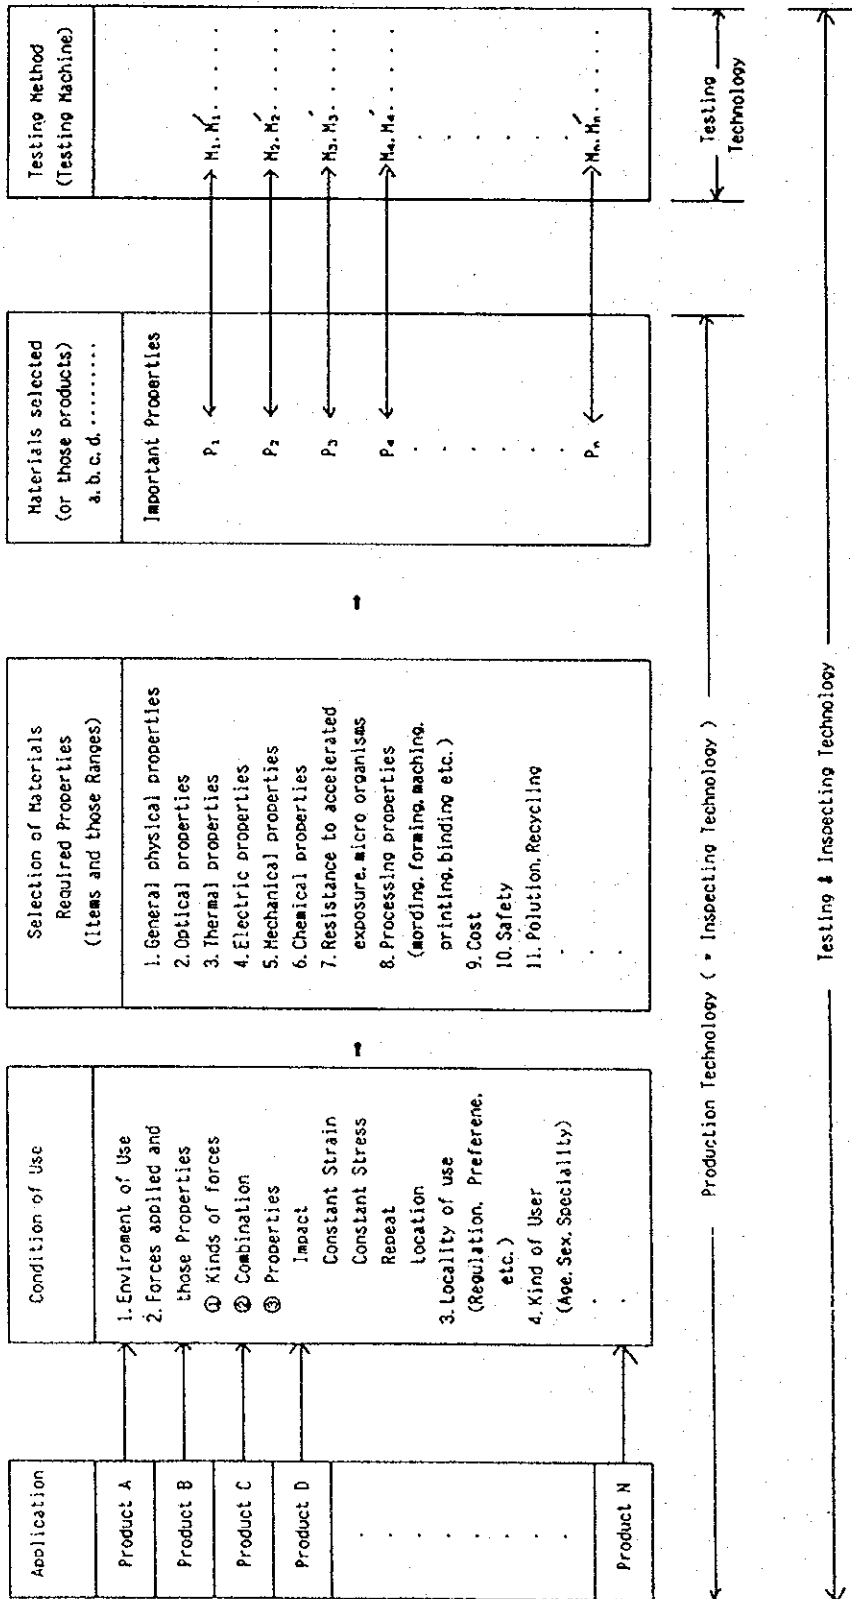 Application
Product A
Product B
Product C
Product D
. . . . . .
Product N
Condition of Use
1. Enviroment of Use
2. Forces applied and
those Properties
① Kinds of forces
② Combination
③ Properties
Impact
Constant Strain
Constant Stress
Repeat
Location
3. Locality of use
(Regulation. Preferene.
etc.)
4. Kind of User
(Age. Sex. Speciality)
.
.
→
Selection of Materials
Required Properties
(Items and those Ranges)
1. General physical properties
2. Optical properties
3. Thermal properties
4. Electric properties
5. Mechanical properties
6. Chemical properties
7. Resistance to accelerated
exposure. micro organisms
8. Processing properties
(mording. forming. maching.
printing. binding etc.)
9. Cost
10. Safety
11. Polution. Recycling
.
.
.
→
Materials selected
(or those products)
a. b. c. d. .........
Important Properties
P₁
P₂
P₃
P₄
.
.
.
.
Pₙ
Testing Method
(Testing Machine)
M₁. M₁́. . . . .
M₂. M₂́. . . . .
M₃. M₃́. . . . .
M₄. M₄́. . . . .
.
.
.
.
Mₙ. Mₙ́. . . . .
Production Technology ( = Inspecting Technology )
Testing
Technology
Testing & Inspecting Technology